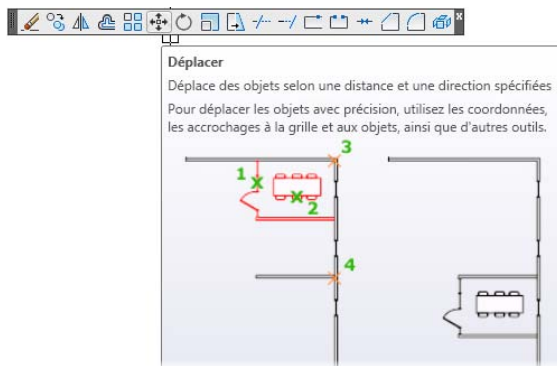 Déplacer
Déplace des objets selon une distance et une direction spécifiées
Pour déplacer les objets avec précision, utilisez les coordonnées,
les accrochages à la grille et aux objets, ainsi que d'autres outils.
3
1
2
4